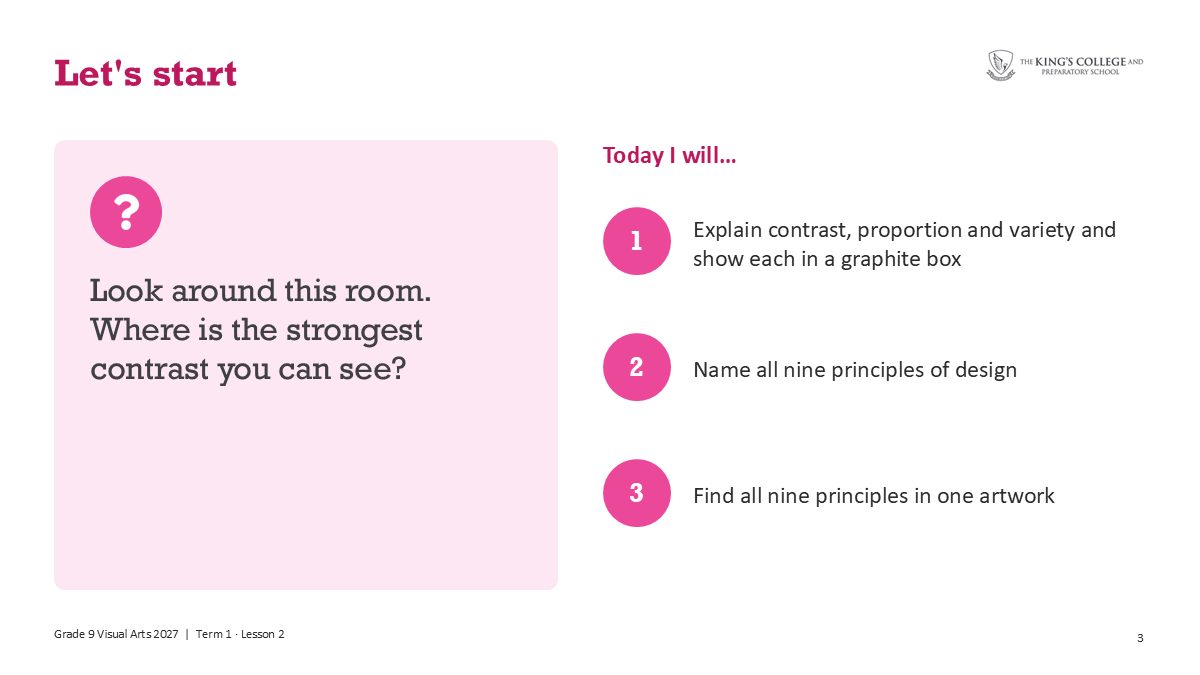 Let's start
THE KING'S COLLEGE AND
PREPARATORY SCHOOL
?
Look around this room.
Where is the strongest
contrast you can see?
Today I will...
1
Explain contrast, proportion and variety and
show each in a graphite box
2
Name all nine principles of design
3
Find all nine principles in one artwork
Grade 9 Visual Arts 2027 | Term 1 · Lesson 2
3